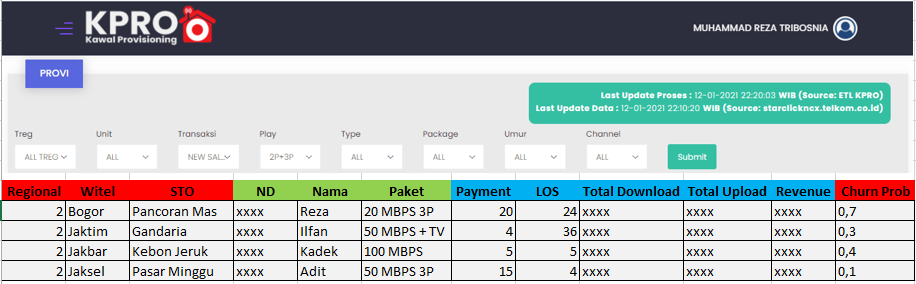 KPRO
Kawal Provisioning
MUHAMMAD REZA TRIBOSNIA
PROVI
Last Update Proses : 12-01-2021 22:20:03 WIB (Source: ETL KPRO)
Last Update Data : 12-01-2021 22:10:20 WIB (Source: starclickncx.telkom.co.id)
Treg Unit Transaksi Play Type Package Umur Channel
ALL TREG ALL NEW SAL... 2P+3P ALL ALL ALL ALL Submit
Regional Witel STO ND Nama Paket Payment LOS Total Download Total Upload Revenue Churn Prob
2 Bogor Pancoran Mas xxxx Reza 20 MBPS 3P 20 24 xxxx xxxx xxxx 0,7
2 Jaktim Gandaria xxxx Ilfan 50 MBPS + TV 4 36 xxxx xxxx xxxx 0,3
2 Jakbar Kebon Jeruk xxxx Kadek 100 MBPS 5 5 xxxx xxxx xxxx 0,4
2 Jaksel Pasar Minggu xxxx Adit 50 MBPS 3P 15 4 xxxx xxxx xxxx 0,1